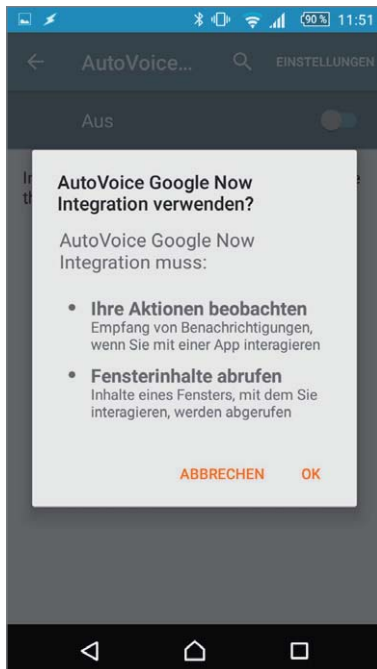 90% 11:51
AutoVoice... EINSTELLUNGEN
Aus
AutoVoice Google Now
Integration verwenden?
AutoVoice Google Now
Integration muss:
• Ihre Aktionen beobachten
Empfang von Benachrichtigungen,
wenn Sie mit einer App interagieren
• Fensterinhalte abrufen
Inhalte eines Fensters, mit dem Sie
interagieren, werden abgerufen
ABBRECHEN OK